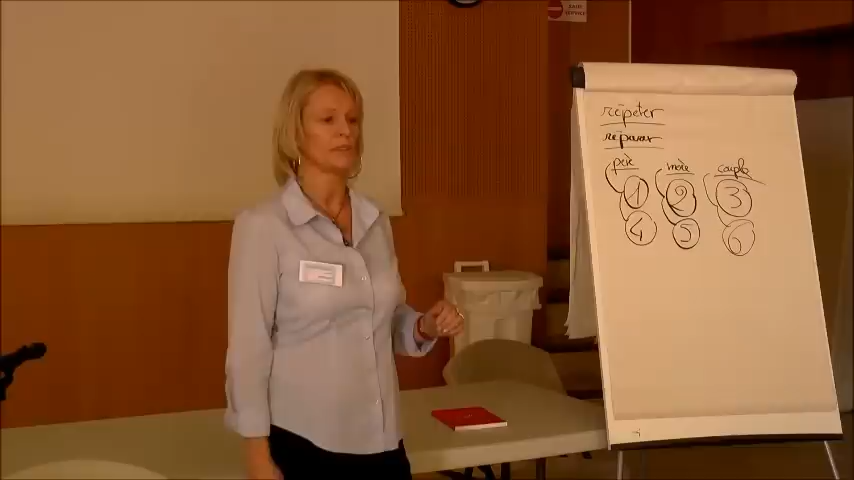 répéter
réparer
père mère couple
1 2 3
4 5 6